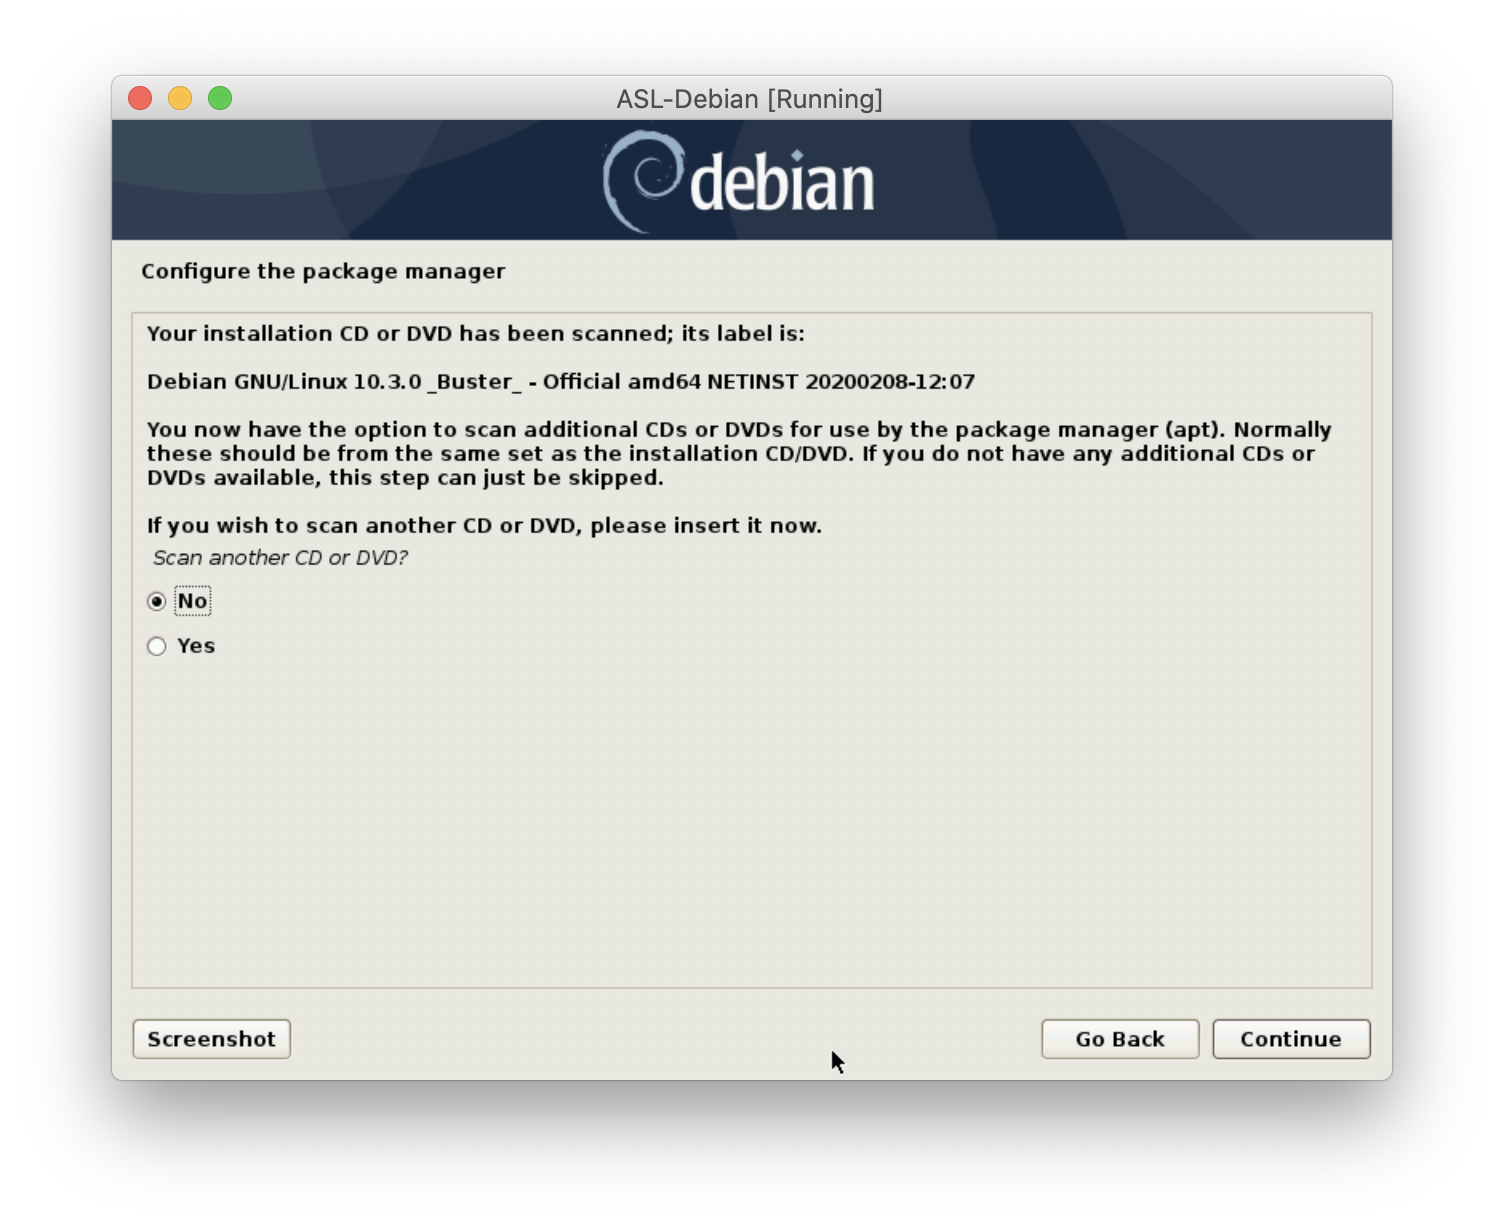 ASL-Debian [Running]
debian
Configure the package manager
Your installation CD or DVD has been scanned; its label is:
Debian GNU/Linux 10.3.0 _Buster_ - Official amd64 NETINST 20200208-12:07
You now have the option to scan additional CDs or DVDs for use by the package manager (apt). Normally
these should be from the same set as the installation CD/DVD. If you do not have any additional CDs or
DVDs available, this step can just be skipped.
If you wish to scan another CD or DVD, please insert it now.
Scan another CD or DVD?
No
Yes
Screenshot
Go Back
Continue